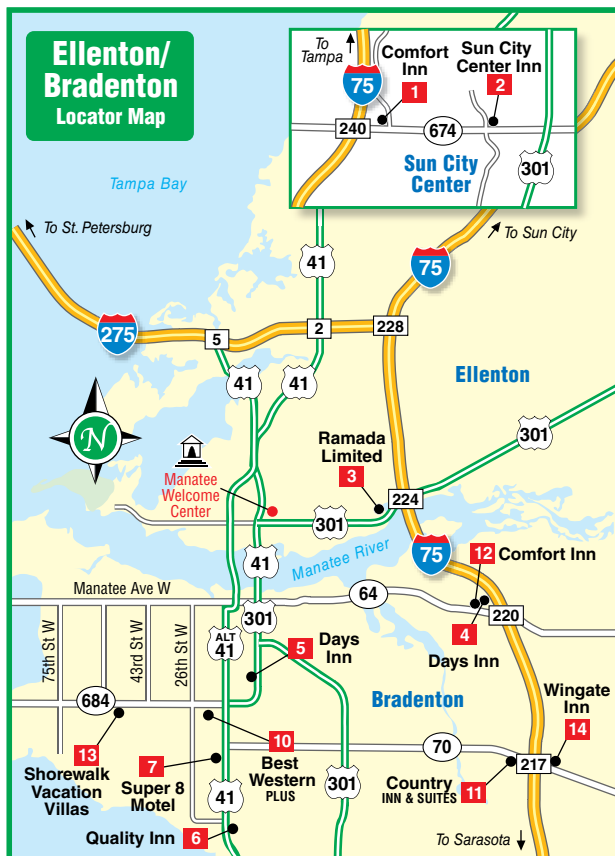 Ellenton/
Bradenton
Locator Map
To
Tampa
75
Comfort
Inn
1
Sun City
Center Inn
2
240
674
301
Sun City
Center
Tampa Bay
To St. Petersburg
To Sun City
41
75
275
5
2
228
41
41
Ellenton
N
Ramada
Limited
3
301
Manatee
Welcome
Center
224
301
41
Manatee River
75
12 Comfort Inn
Manatee Ave W
64
4
220
Days Inn
75th St W
43rd St W
26th St W
301
ALT
41
5
Days
Inn
Bradenton
Wingate
Inn
14
684
13
Shorewalk
Vacation
Villas
10
Best
Western
PLUS
7
Super 8
Motel
70
217
301
Country
INN & SUITES
11
41
Quality Inn
6
To Sarasota